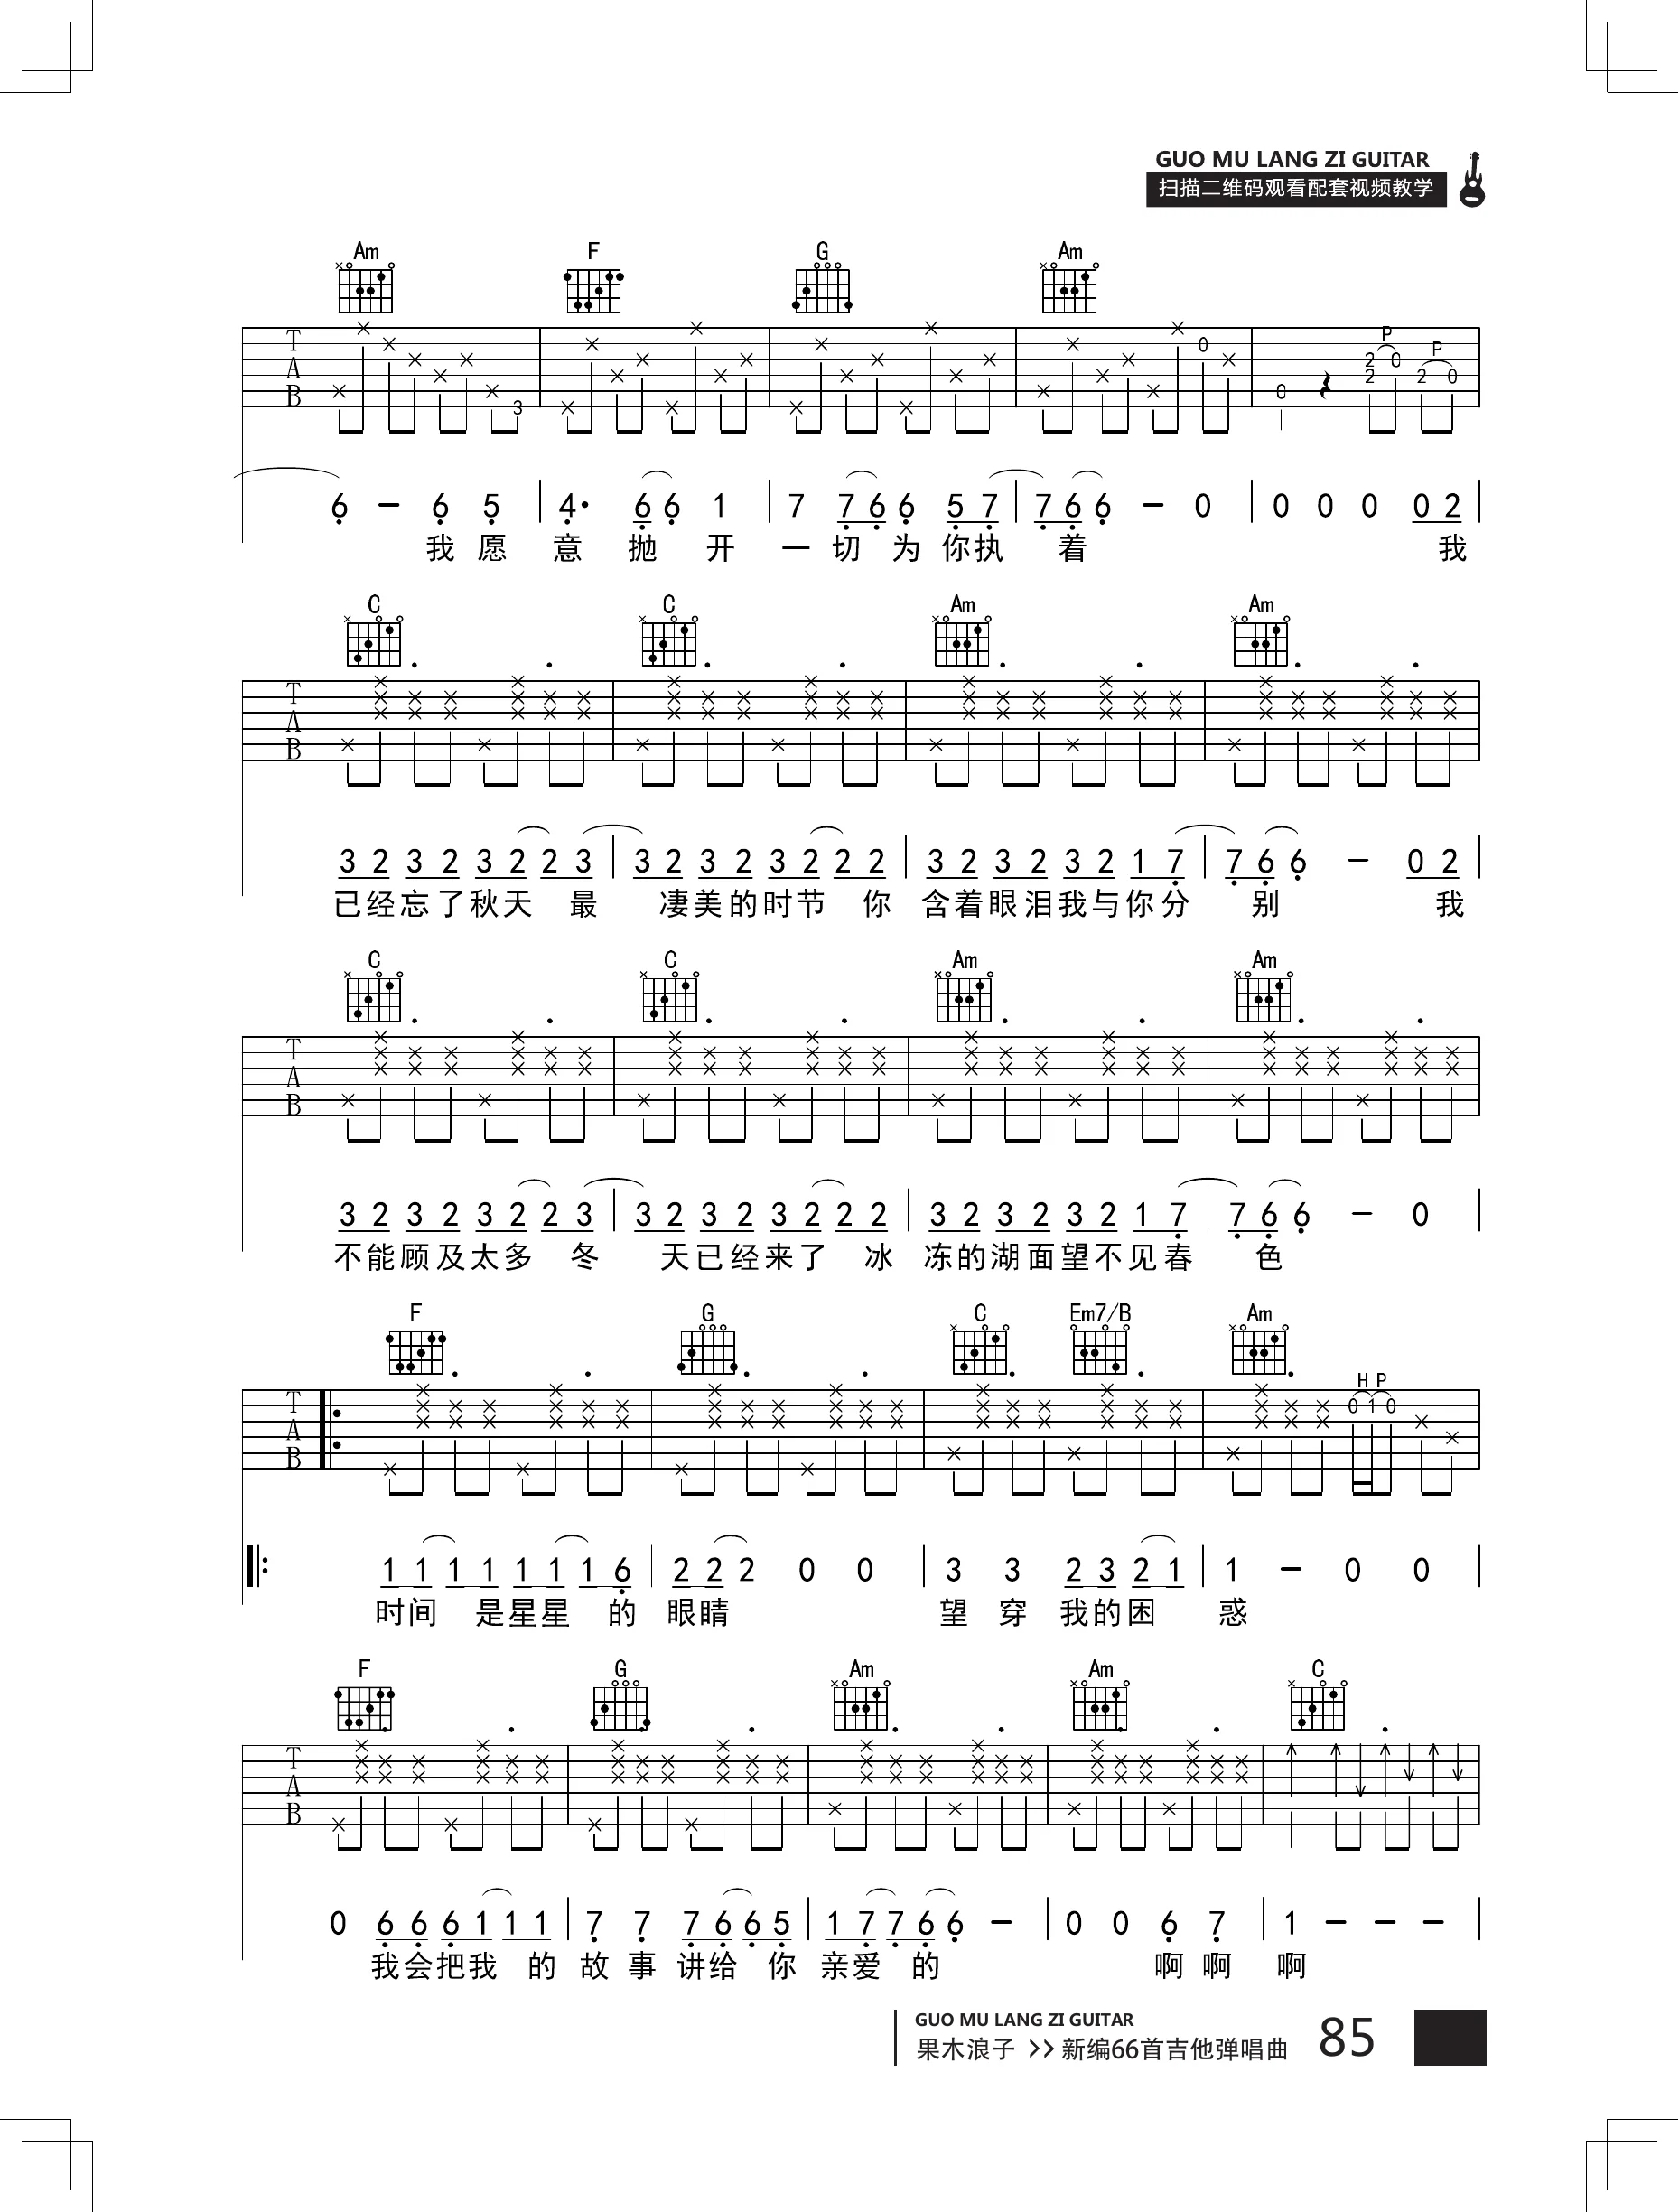 GUO MU LANG ZI GUITAR
扫描二维码观看配套视频教学
Am F G Am
T A B 3 0 0 2 2 P 0 2 P 0
6 - 6 5 | 4· 6 6 1 | 7 7 6 6 5 7 | 7 6 6 - 0 | 0 0 0 0 2 |
我 愿 意 抛 开 一 切 为 你 执 着 我
C C Am Am
T A B
3 2 3 2 3 2 2 3 | 3 2 3 2 3 2 2 2 | 3 2 3 2 3 2 1 7 | 7 6 6 - 0 2 |
已经忘了秋天 最 凄美的时节 你 含着眼泪我与你分 别 我
C C Am Am
T A B
3 2 3 2 3 2 2 3 | 3 2 3 2 3 2 2 2 | 3 2 3 2 3 2 1 7 | 7 6 6 - 0 |
不能顾及太多 冬 天已经来了 冰 冻的湖面望不见春 色
F G C Em7/B Am
T A B H P 0 1 0
1 1 1 1 1 1 1 6 | 2 2 2 0 0 | 3 3 2 3 2 1 | 1 - 0 0 |
时间 是星星 的 眼睛 望 穿 我的困 惑
F G Am Am C
T A B
0 6 6 6 1 1 1 | 7 7 7 6 6 5 | 1 7 7 6 6 - | 0 0 6 7 | 1 - - - |
我会把我 的 故 事 讲给 你 亲爱 的 啊 啊 啊
GUO MU LANG ZI GUITAR
果木浪子 >> 新编66首吉他弹唱曲 85